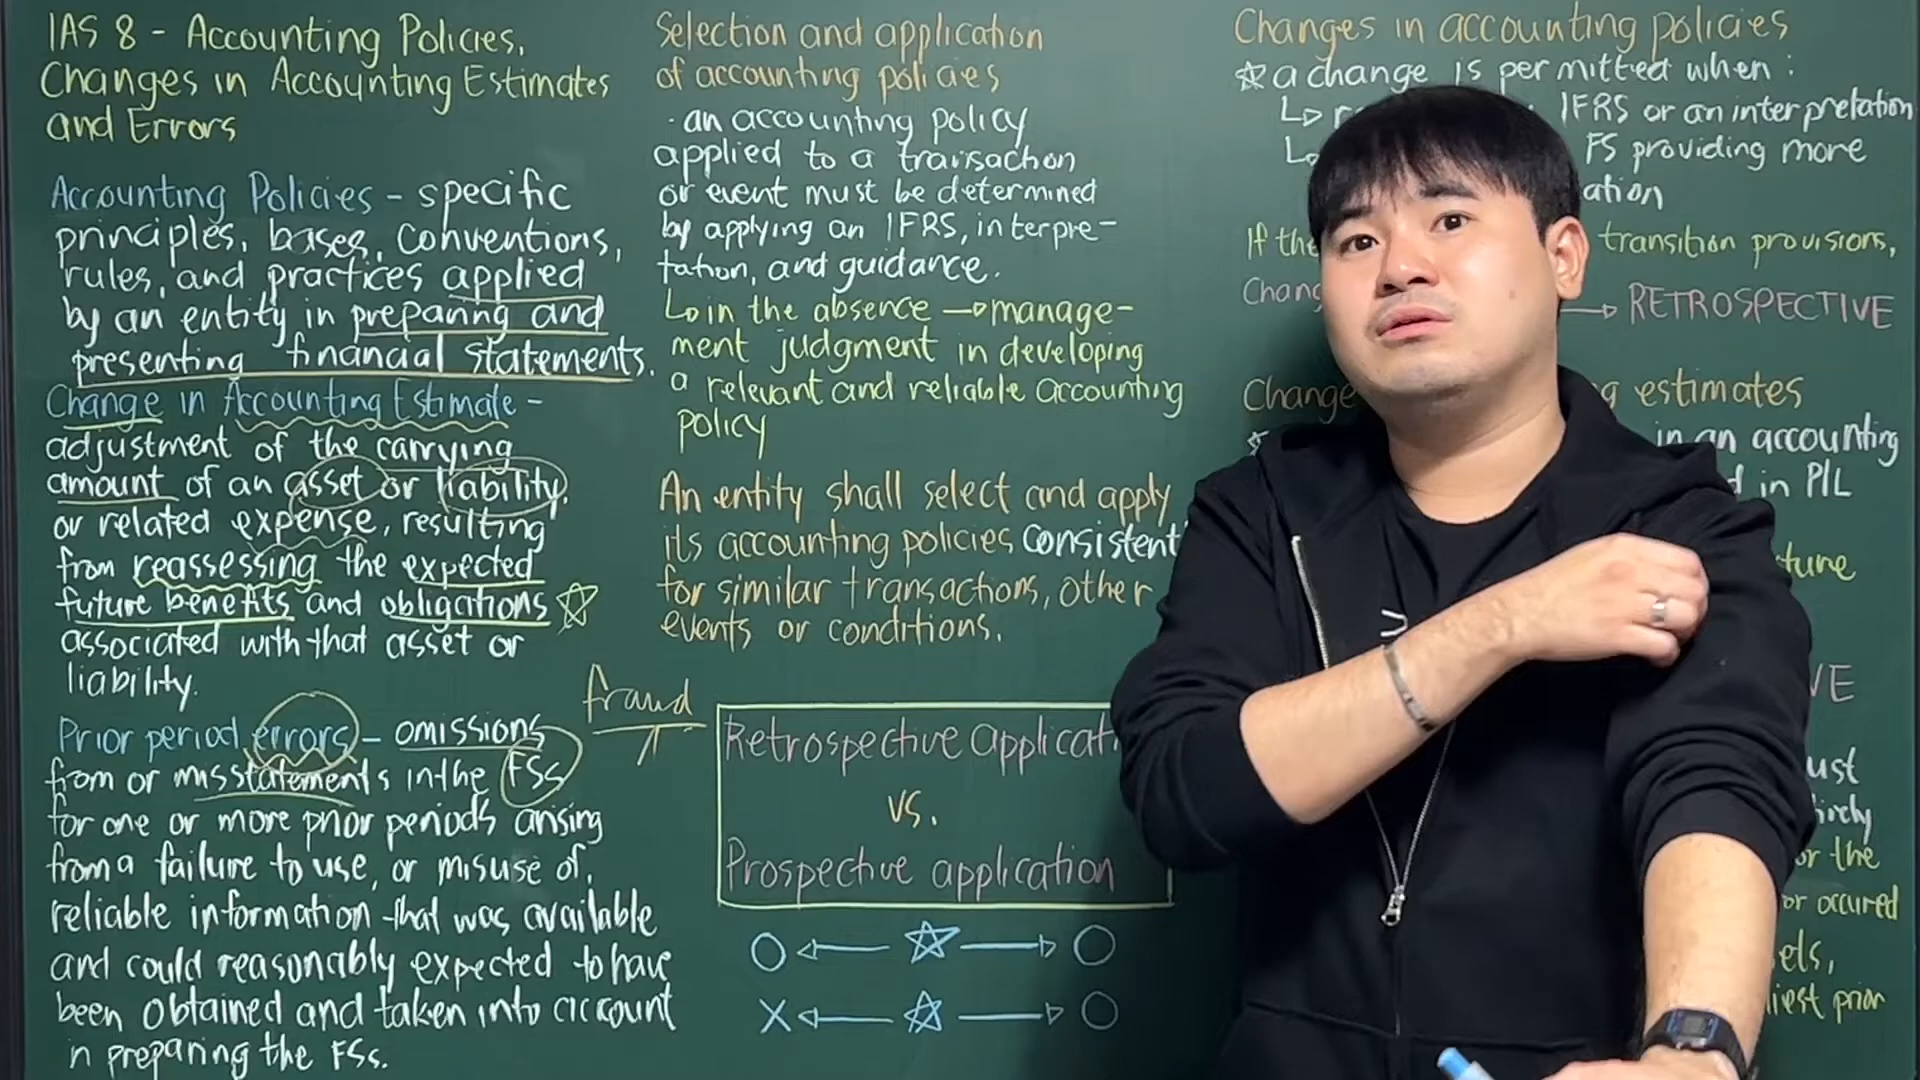 IAS 8 - Accounting Policies,
Changes in Accounting Estimates
and Errors
Accounting Policies - specific
principles, bases, conventions,
rules, and practices applied
by an entity in preparing and
presenting financial statements.
Change in Accounting Estimate -
adjustment of the carrying
amount of an asset or liability,
or related expense, resulting
from reassessing the expected
future benefits and obligations
associated with that asset or
liability.
Prior period errors - omissions
from or misstatements in the FSs
for one or more prior periods arising
from a failure to use, or misuse of,
reliable information that was available
and could reasonably expected to have
been obtained and taken into account
in preparing the FSs.
fraud
Selection and application
of accounting policies
· an accounting policy
applied to a transaction
or event must be determined
by applying an IFRS, interpre-
tation, and guidance.
in the absence → manage-
ment judgment in developing
a relevant and reliable accounting
policy
An entity shall select and apply
its accounting policies consistent
for similar transactions, other
events or conditions.
Retrospective applicati
vs.
Prospective application
Changes in accounting policies
a change is permitted when:
IFRS or an interpretation
FS providing more
ation
If the transition provisions,
Chang → RETROSPECTIVE
Change g estimates
in an accounting
d in P/L
ture
VE
ust
irely
or the
or occured
els,
liest prior